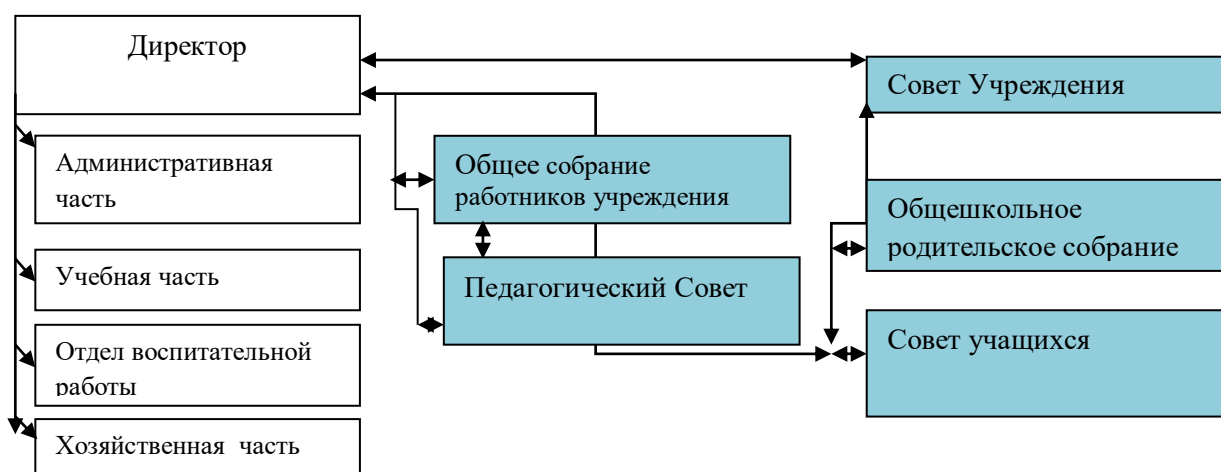 Директор
Совет Учреждения
Административная
часть
Общее собрание
работников учреждения
Общешкольное
родительское собрание
Учебная часть
Педагогический Совет
Отдел воспитательной
работы
Совет учащихся
Хозяйственная часть